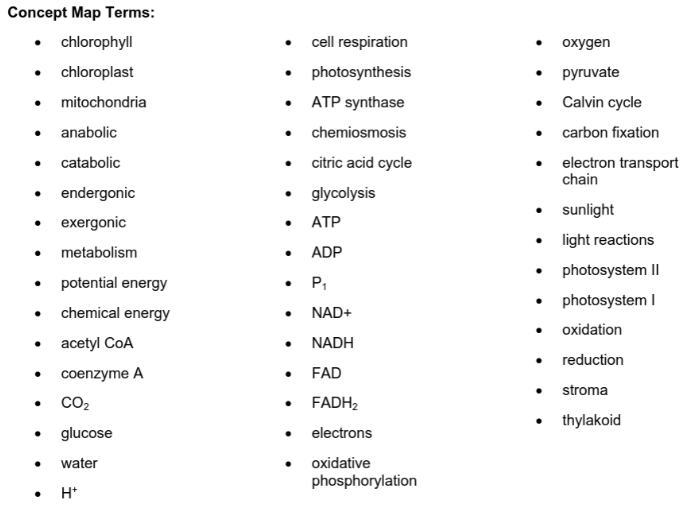 Concept Map Terms:
• chlorophyll
• chloroplast
• mitochondria
• anabolic
• catabolic
• endergonic
• exergonic
• metabolism
• potential energy
• chemical energy
• acetyl CoA
• coenzyme A
• CO₂
• glucose
• water
• H⁺
• cell respiration
• photosynthesis
• ATP synthase
• chemiosmosis
• citric acid cycle
• glycolysis
• ATP
• ADP
• P₁
• NAD+
• NADH
• FAD
• FADH₂
• electrons
• oxidative
phosphorylation
• oxygen
• pyruvate
• Calvin cycle
• carbon fixation
• electron transport
chain
• sunlight
• light reactions
• photosystem II
• photosystem I
• oxidation
• reduction
• stroma
• thylakoid